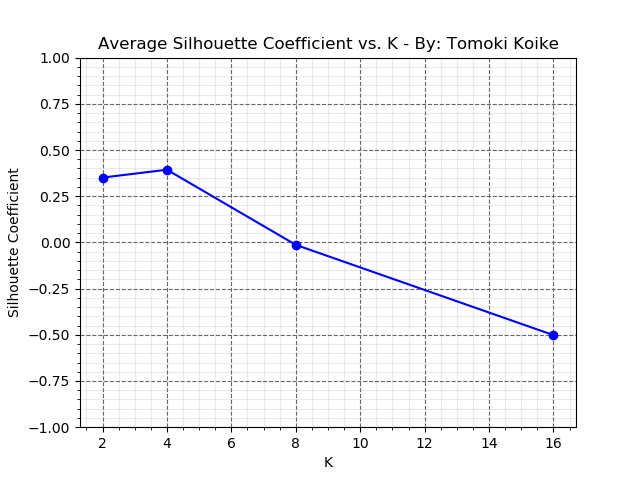 Average Silhouette Coefficient vs. K - By: Tomoki Koike
1.00
0.75
0.50
0.25
0.00
−0.25
−0.50
−0.75
−1.00
Silhouette Coefficient
2 4 6 8 10 12 14 16
K